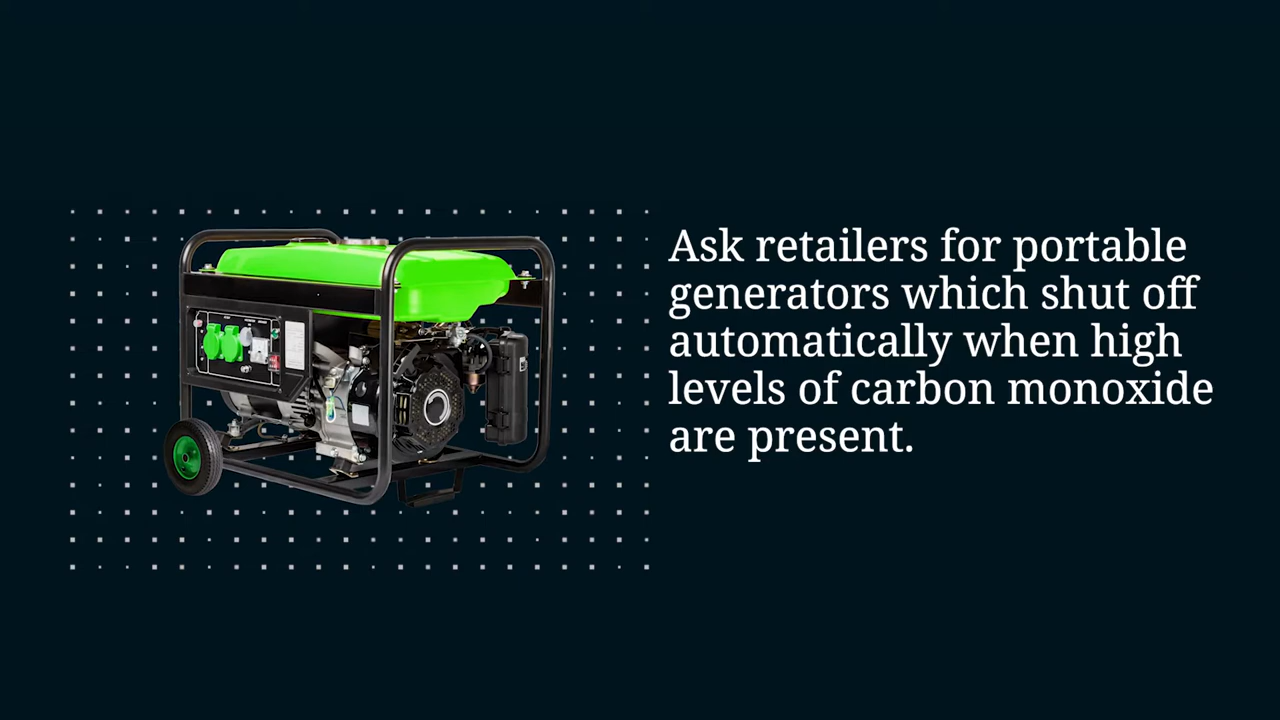 Ask retailers for portable
generators which shut off
automatically when high
levels of carbon monoxide
are present.